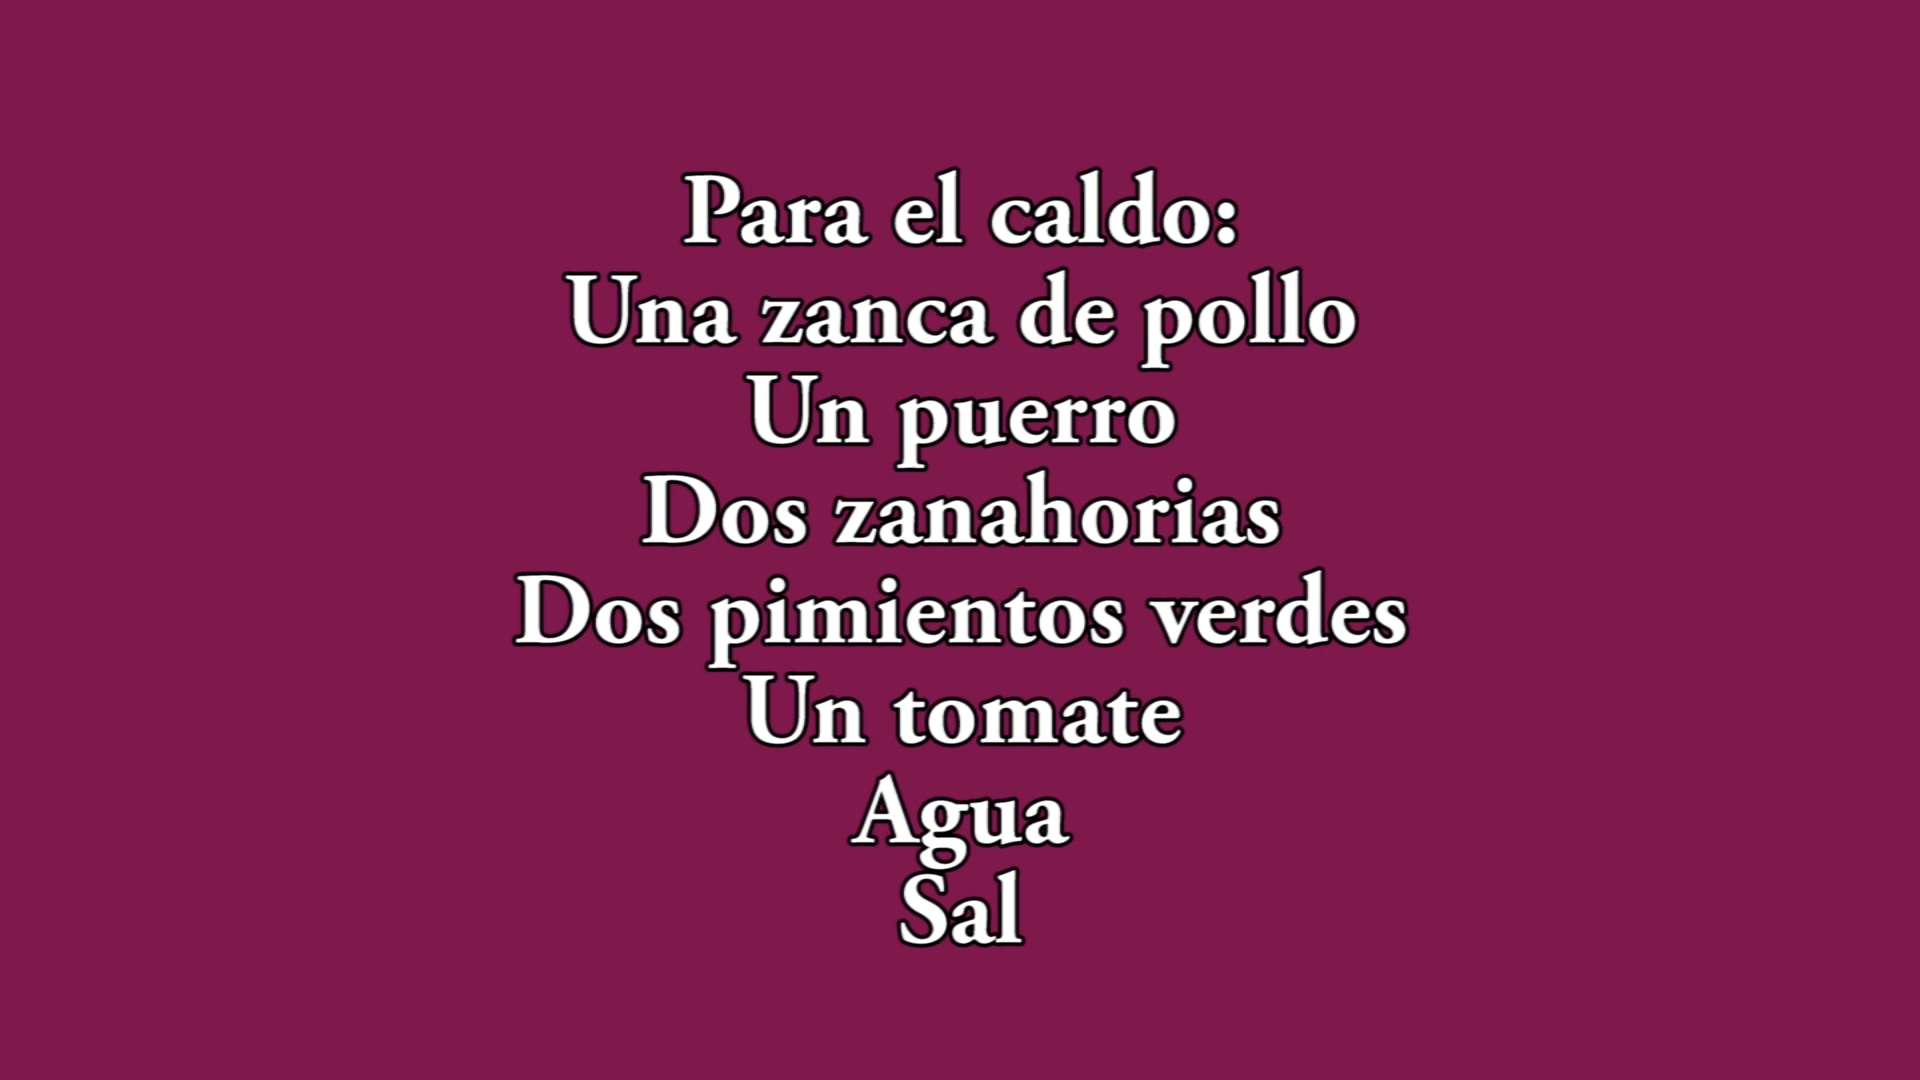 Para el caldo:
Una zanca de pollo
Un puerro
Dos zanahorias
Dos pimientos verdes
Un tomate
Agua
Sal